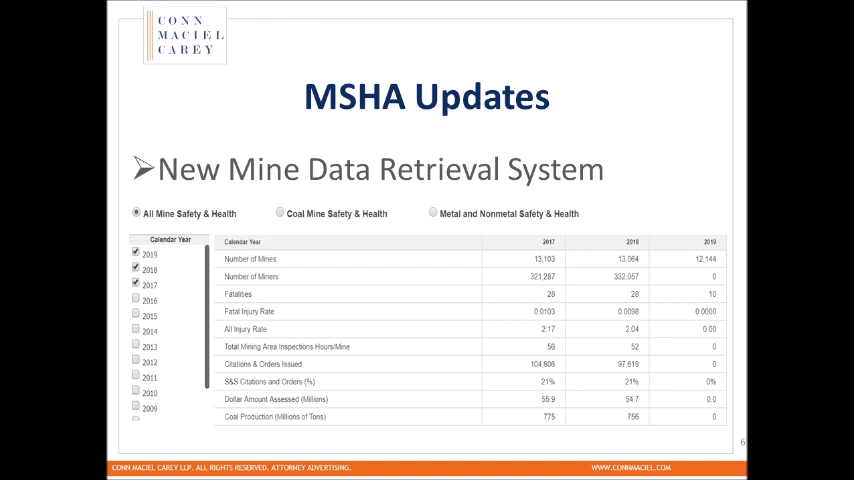 CONN
MACIEL
CAREY
MSHA Updates
New Mine Data Retrieval System
All Mine Safety & Health
Coal Mine Safety & Health
Metal and Nonmetal Safety & Health
Calendar Year
2019
2018
2017
2016
2015
2014
2013
2012
2011
2010
2009
Calendar Year 2017 2018 2019
Number of Mines 13,103 13,064 12,144
Number of Miners 321,287 332,057 0
Fatalities 28 28 10
Fatal Injury Rate 0.0103 0.0098 0.0000
All Injury Rate 2.17 2.04 0.00
Total Mining Area Inspections Hours/Mine 56 52 0
Citations & Orders Issued 104,606 97,619 0
S&S Citations and Orders (%) 21% 21% 0%
Dollar Amount Assessed (Millions) 55.9 54.7 0.0
Coal Production (Millions of Tons) 775 756 0
6
CONN MACIEL CAREY LLP. ALL RIGHTS RESERVED. ATTORNEY ADVERTISING.
WWW.CONNMACIEL.COM